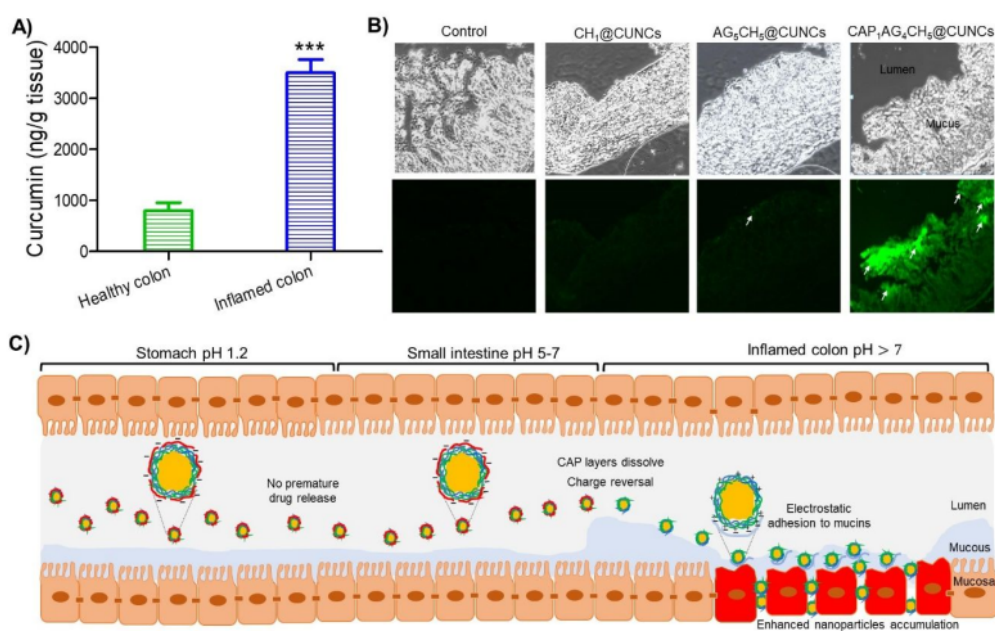 A)
***
Curcumin (ng/g tissue)
4000
3000
2000
1000
0
Healthy colon
Inflamed colon
B)
Control
CH₁@CUNCs
AG₅CH₅@CUNCs
CAP₁AG₄CH₅@CUNCs
Lumen
Mucus
C)
Stomach pH 1.2
Small intestine pH 5-7
Inflamed colon pH > 7
No premature
drug release
CAP layers dissolve
Charge reversal
Electrostatic
adhesion to mucins
Lumen
Mucous
Mucosa
Enhanced nanoparticles accumulation